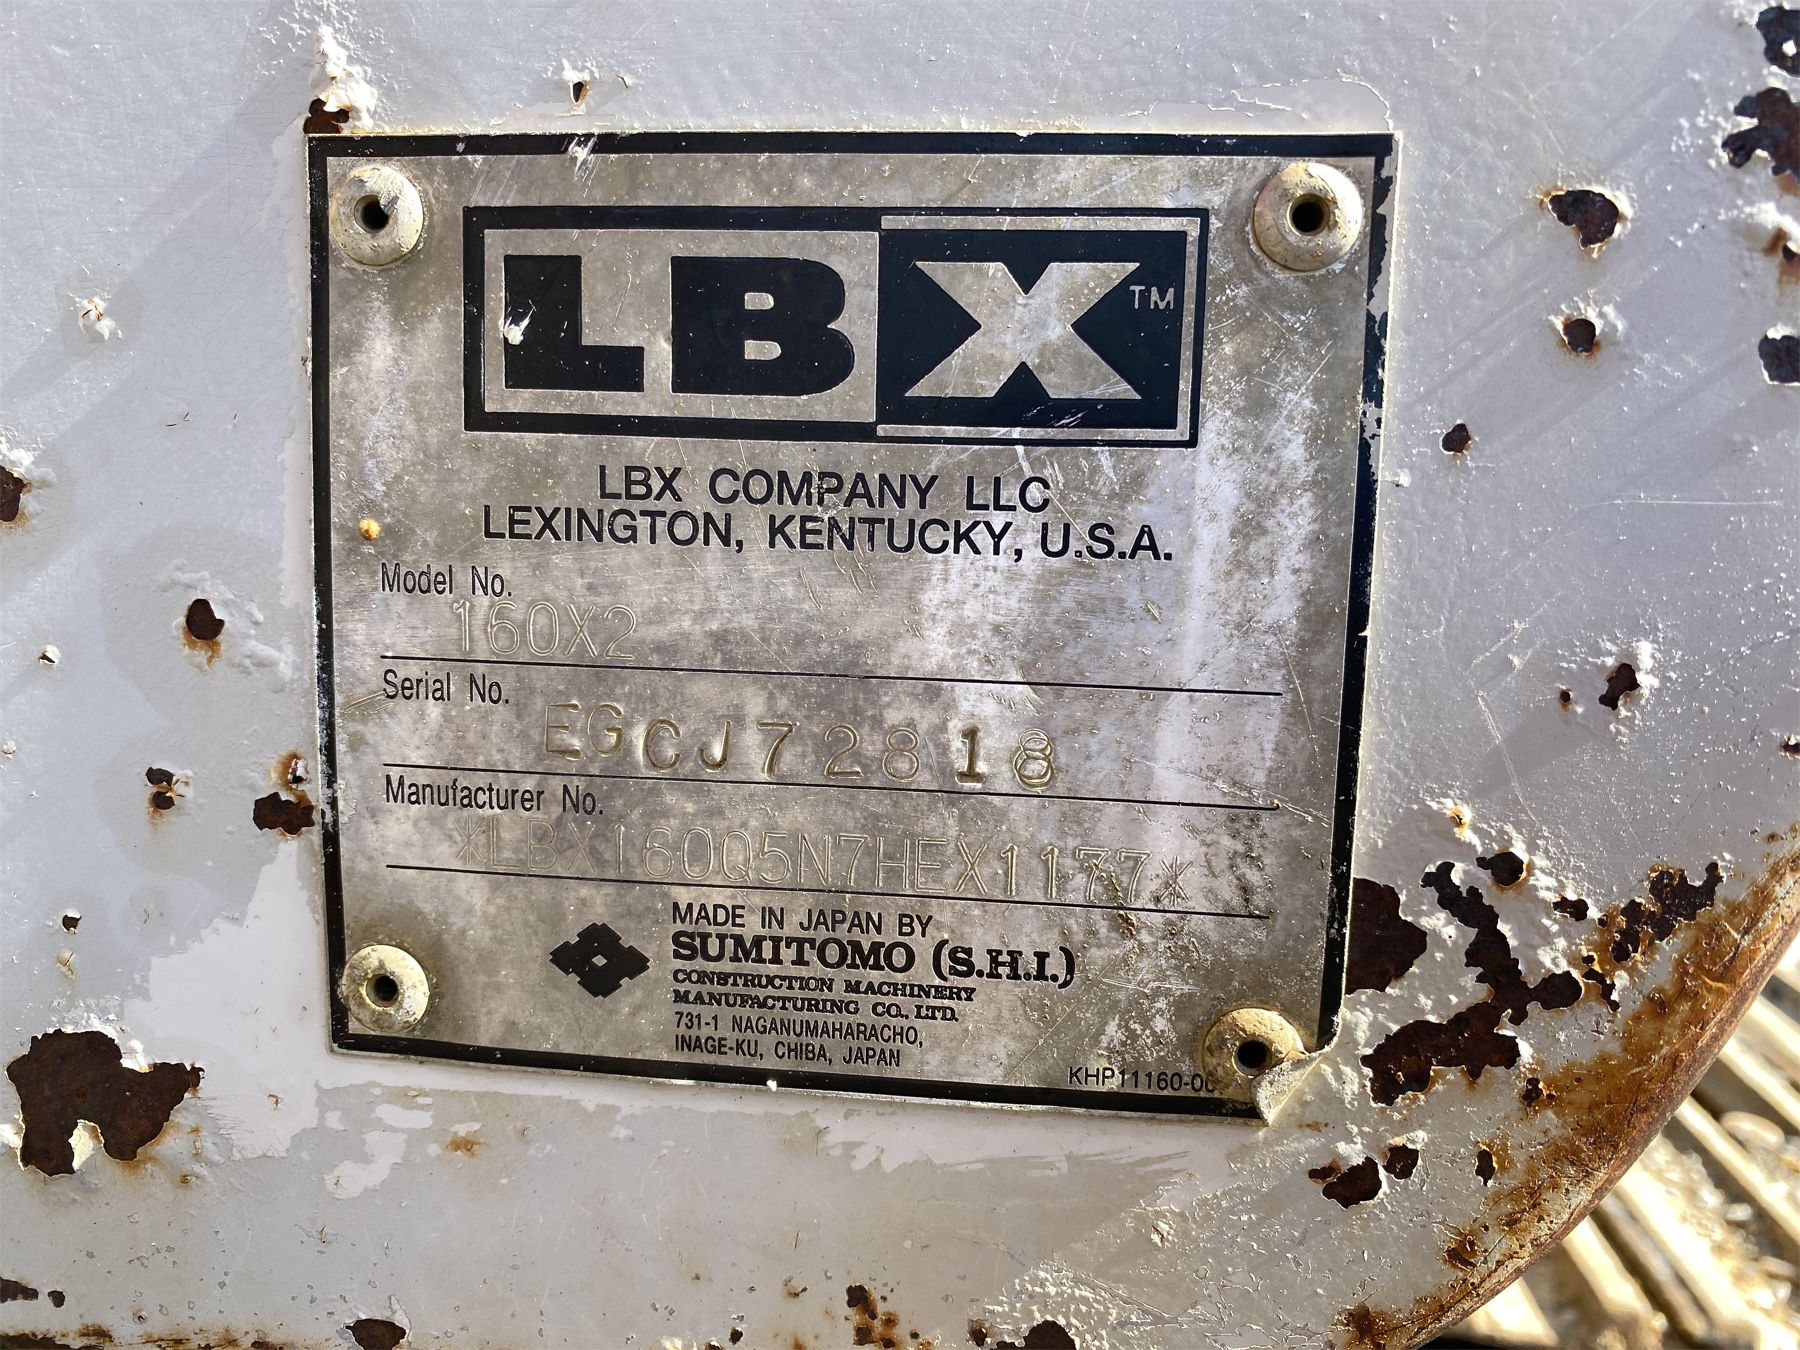 LBX™
LBX COMPANY LLC
LEXINGTON, KENTUCKY, U.S.A.
Model No.
160X2
Serial No.
EGCJ72818
Manufacturer No.
*LBX160Q5N7HEX1177*
MADE IN JAPAN BY
SUMITOMO (S.H.I.)
CONSTRUCTION MACHINERY
MANUFACTURING CO., LTD.
731-1 NAGANUMAHARACHO,
INAGE-KU, CHIBA, JAPAN